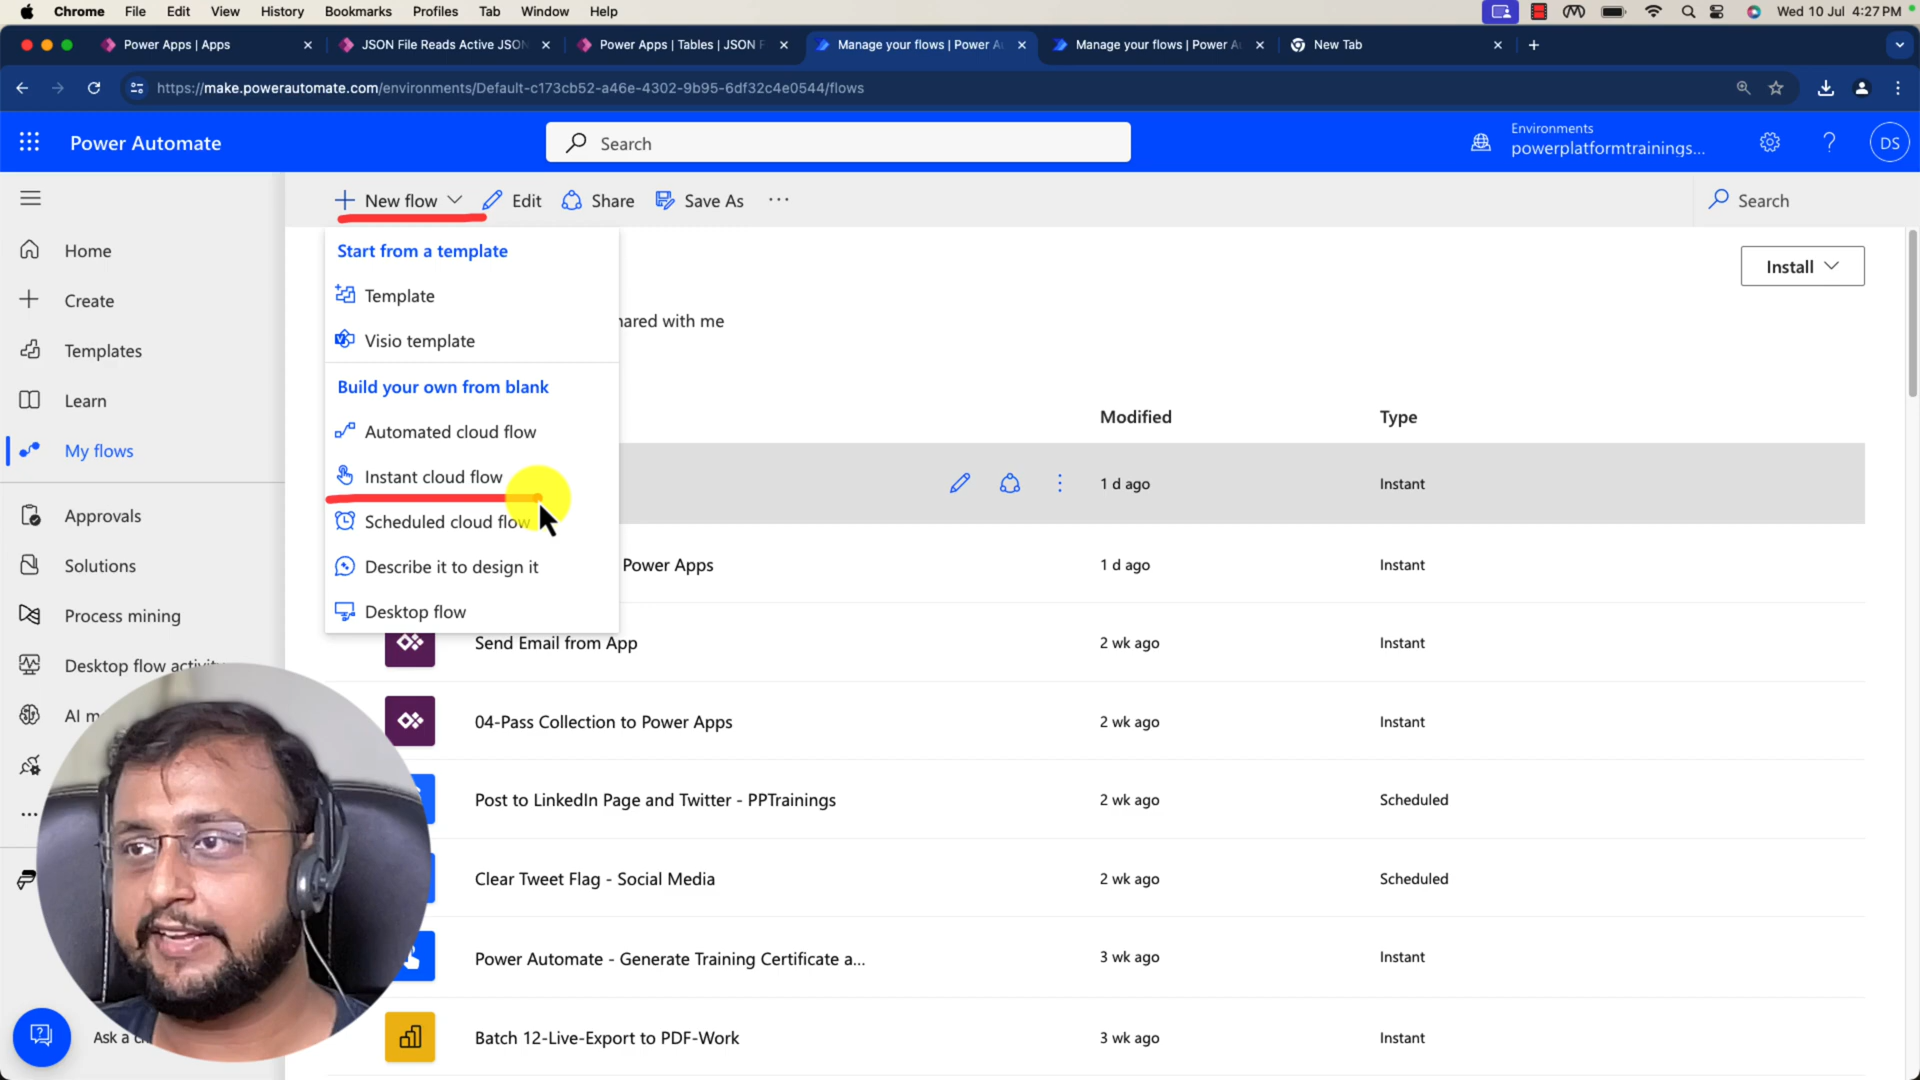 Chrome File Edit View History Bookmarks Profiles Tab Window Help Wed 10 Jul 4:27 PM
Power Apps | Apps JSON File Reads Active JSON Power Apps | Tables | JSON F Manage your flows | Power A Manage your flows | Power A New Tab
https://make.powerautomate.com/environments/Default-c173cb52-a46e-4302-9b95-6df32c4e0544/flows
Environments
Power Automate Search powerplatformtrainings... DS
New flow Edit Share Save As ... Search
Home
Create
Templates
Learn
My flows
Approvals
Solutions
Process mining
Desktop flow activity
AI m
...
Ask a c
Start from a template
Template
Visio template
Build your own from blank
Automated cloud flow
Instant cloud flow
Scheduled cloud flow
Describe it to design it
Desktop flow
Install
hared with me
Modified Type
1 d ago Instant
Power Apps 1 d ago Instant
Send Email from App 2 wk ago Instant
04-Pass Collection to Power Apps 2 wk ago Instant
Post to LinkedIn Page and Twitter - PPTrainings 2 wk ago Scheduled
Clear Tweet Flag - Social Media 2 wk ago Scheduled
Power Automate - Generate Training Certificate a... 3 wk ago Instant
Batch 12-Live-Export to PDF-Work 3 wk ago Instant